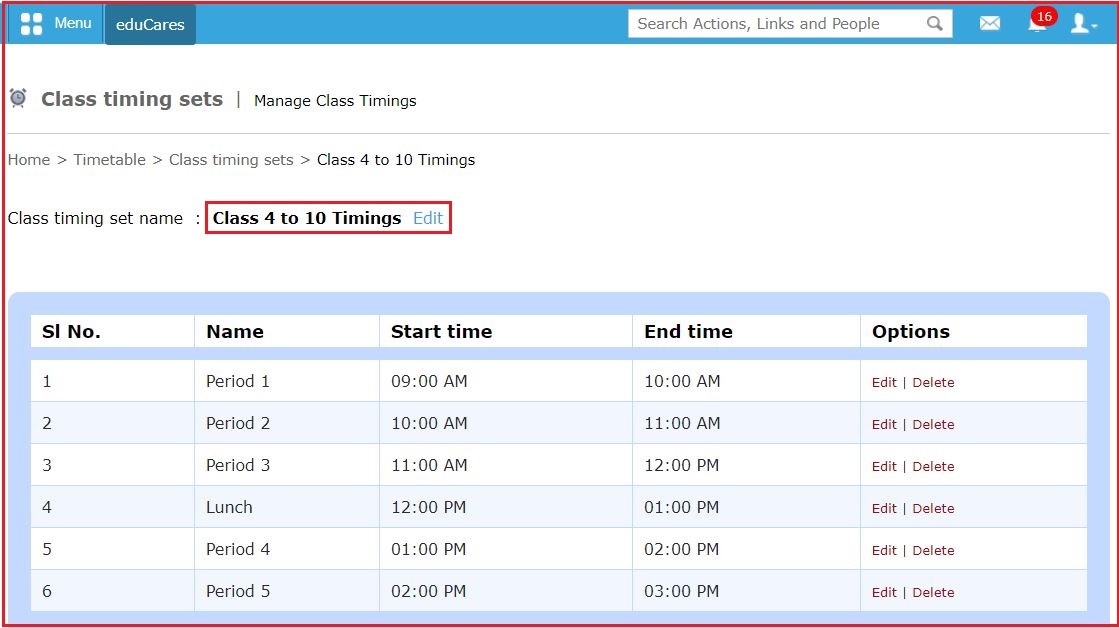 Menu educares Search Actions, Links and People 16
Class timing sets | Manage Class Timings
Home > Timetable > Class timing sets > Class 4 to 10 Timings
Class timing set name : Class 4 to 10 Timings Edit
Sl No. Name Start time End time Options
1 Period 1 09:00 AM 10:00 AM Edit | Delete
2 Period 2 10:00 AM 11:00 AM Edit | Delete
3 Period 3 11:00 AM 12:00 PM Edit | Delete
4 Lunch 12:00 PM 01:00 PM Edit | Delete
5 Period 4 01:00 PM 02:00 PM Edit | Delete
6 Period 5 02:00 PM 03:00 PM Edit | Delete